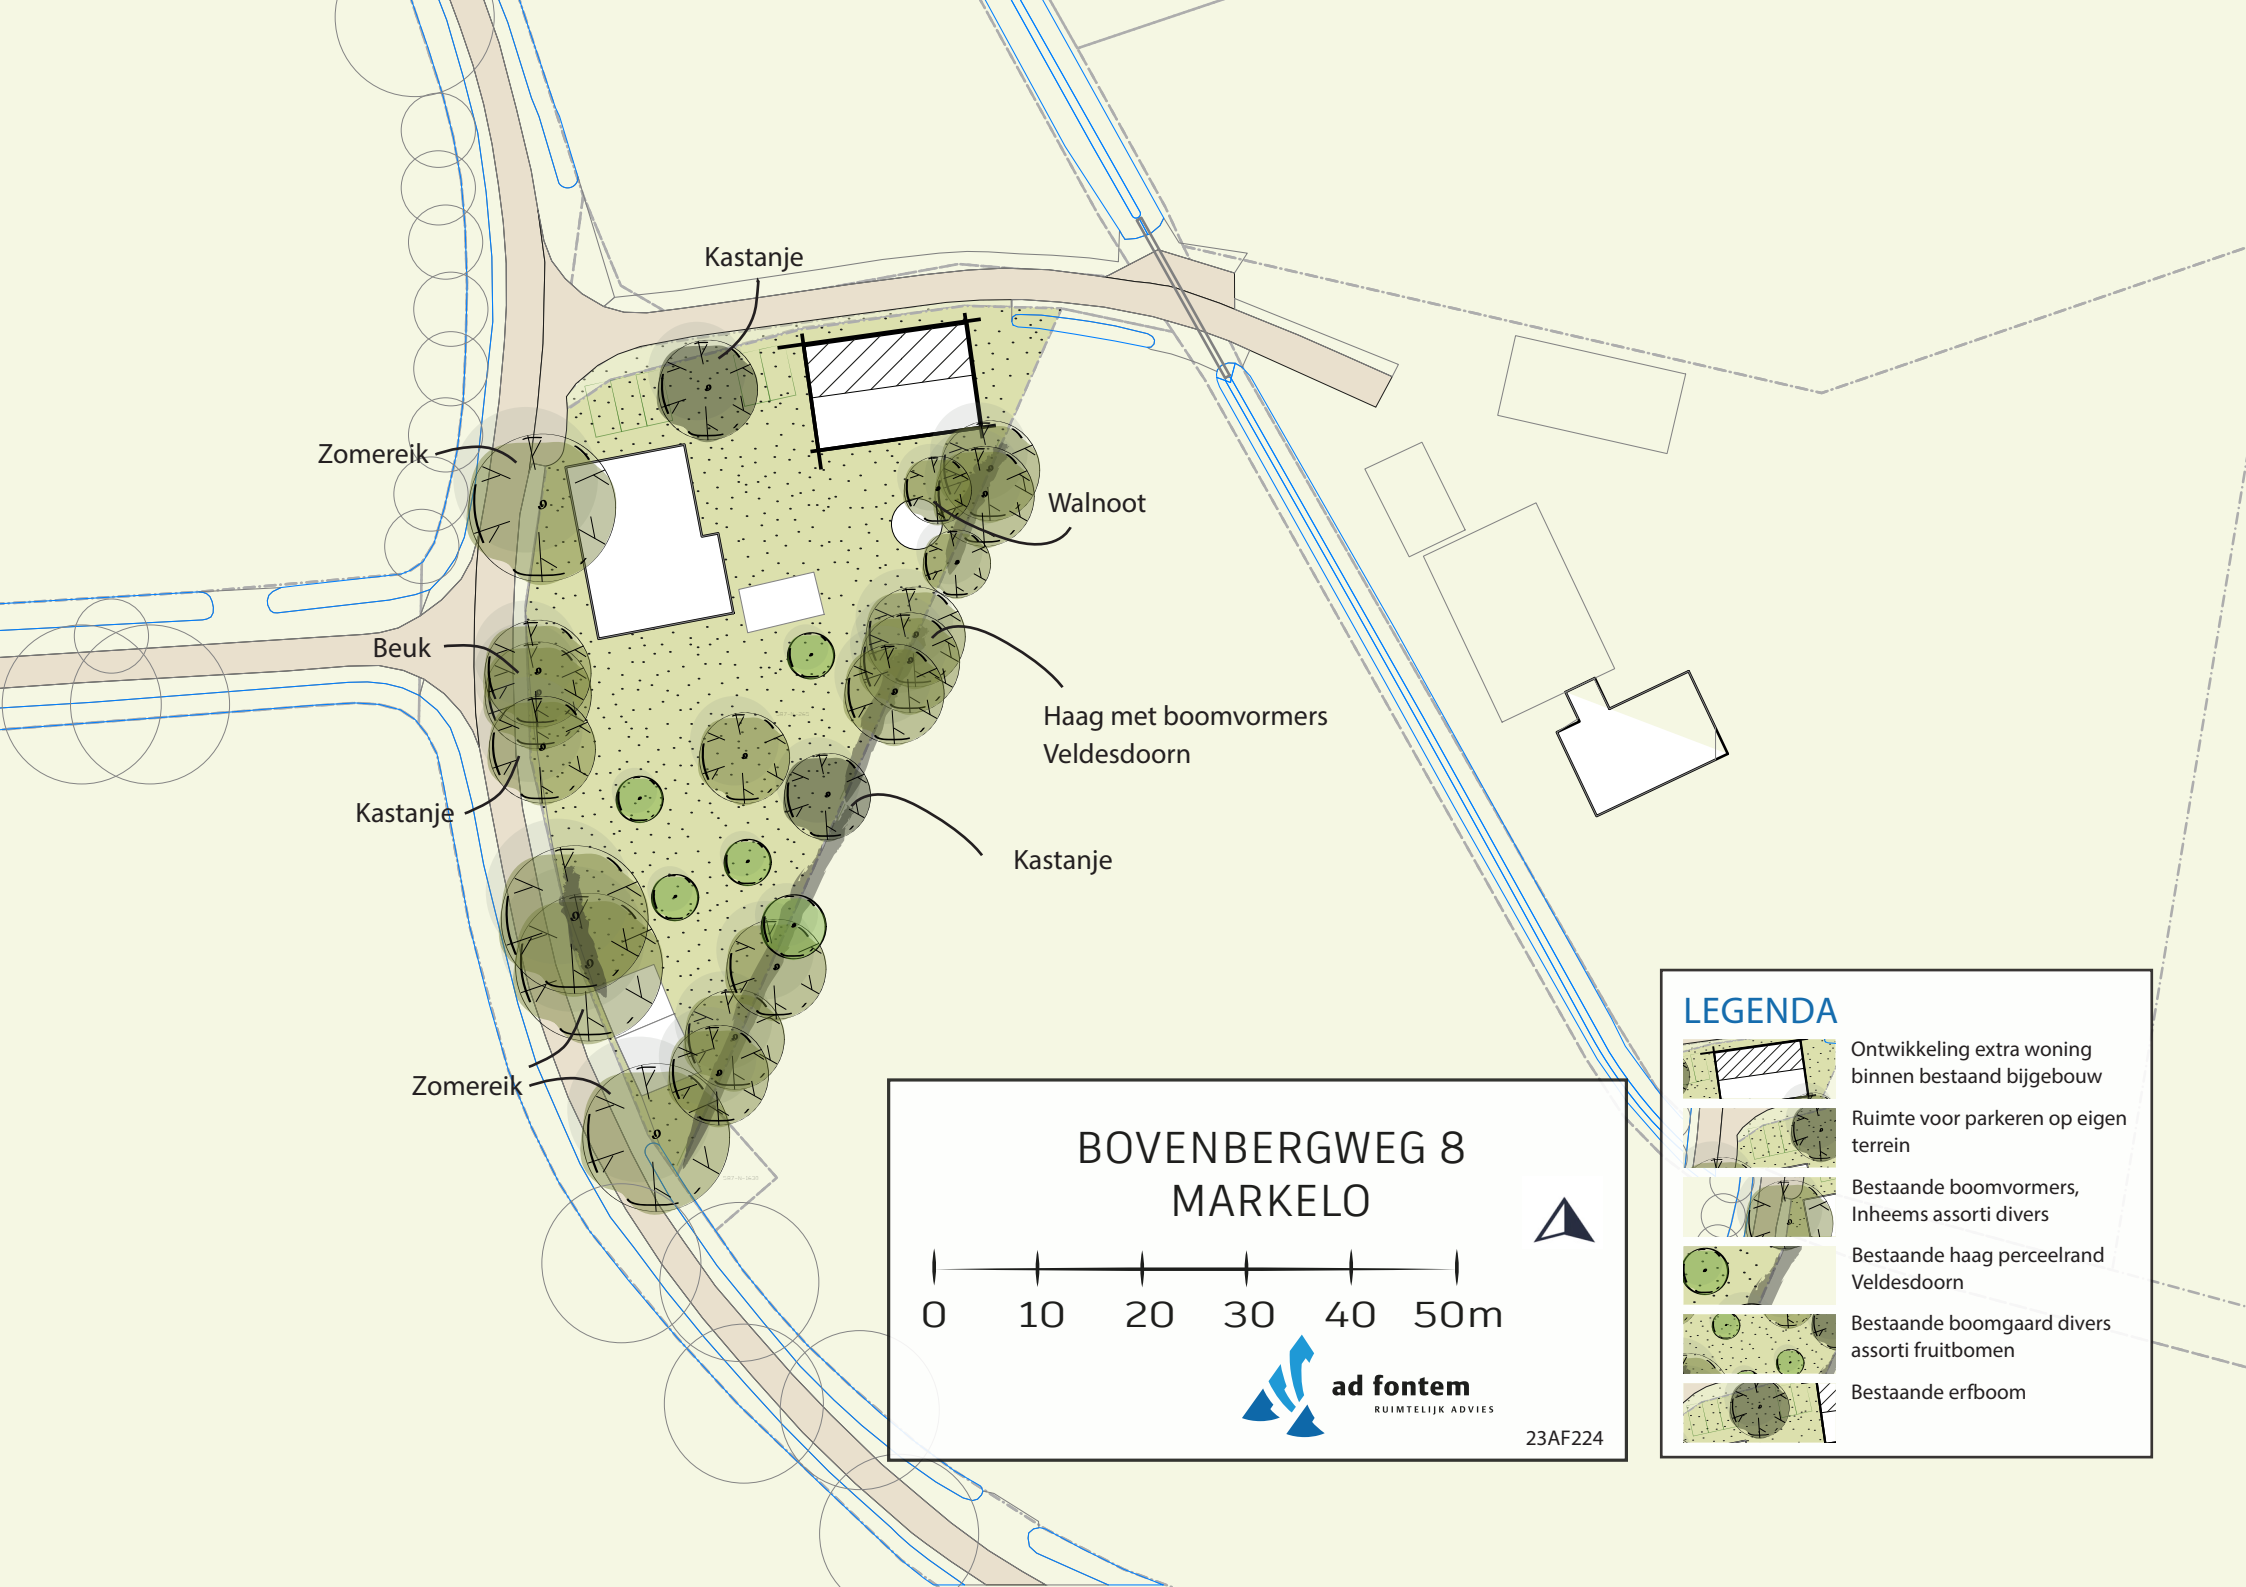 Kastanje
Zomereik
Walnoot
Beuk
Haag met boomvormers
Veldesdoorn
Kastanje
Kastanje
Zomereik
BOVENBERGWEG 8
MARKELO
0 10 20 30 40 50m
ad fontem
RUIMTELIJK ADVIES
23AF224
LEGENDA
Ontwikkeling extra woning
binnen bestaand bijgebouw
Ruimte voor parkeren op eigen
terrein
Bestaande boomvormers,
Inheems assorti divers
Bestaande haag perceelrand
Veldesdoorn
Bestaande boomgaard divers
assorti fruitbomen
Bestaande erfboom